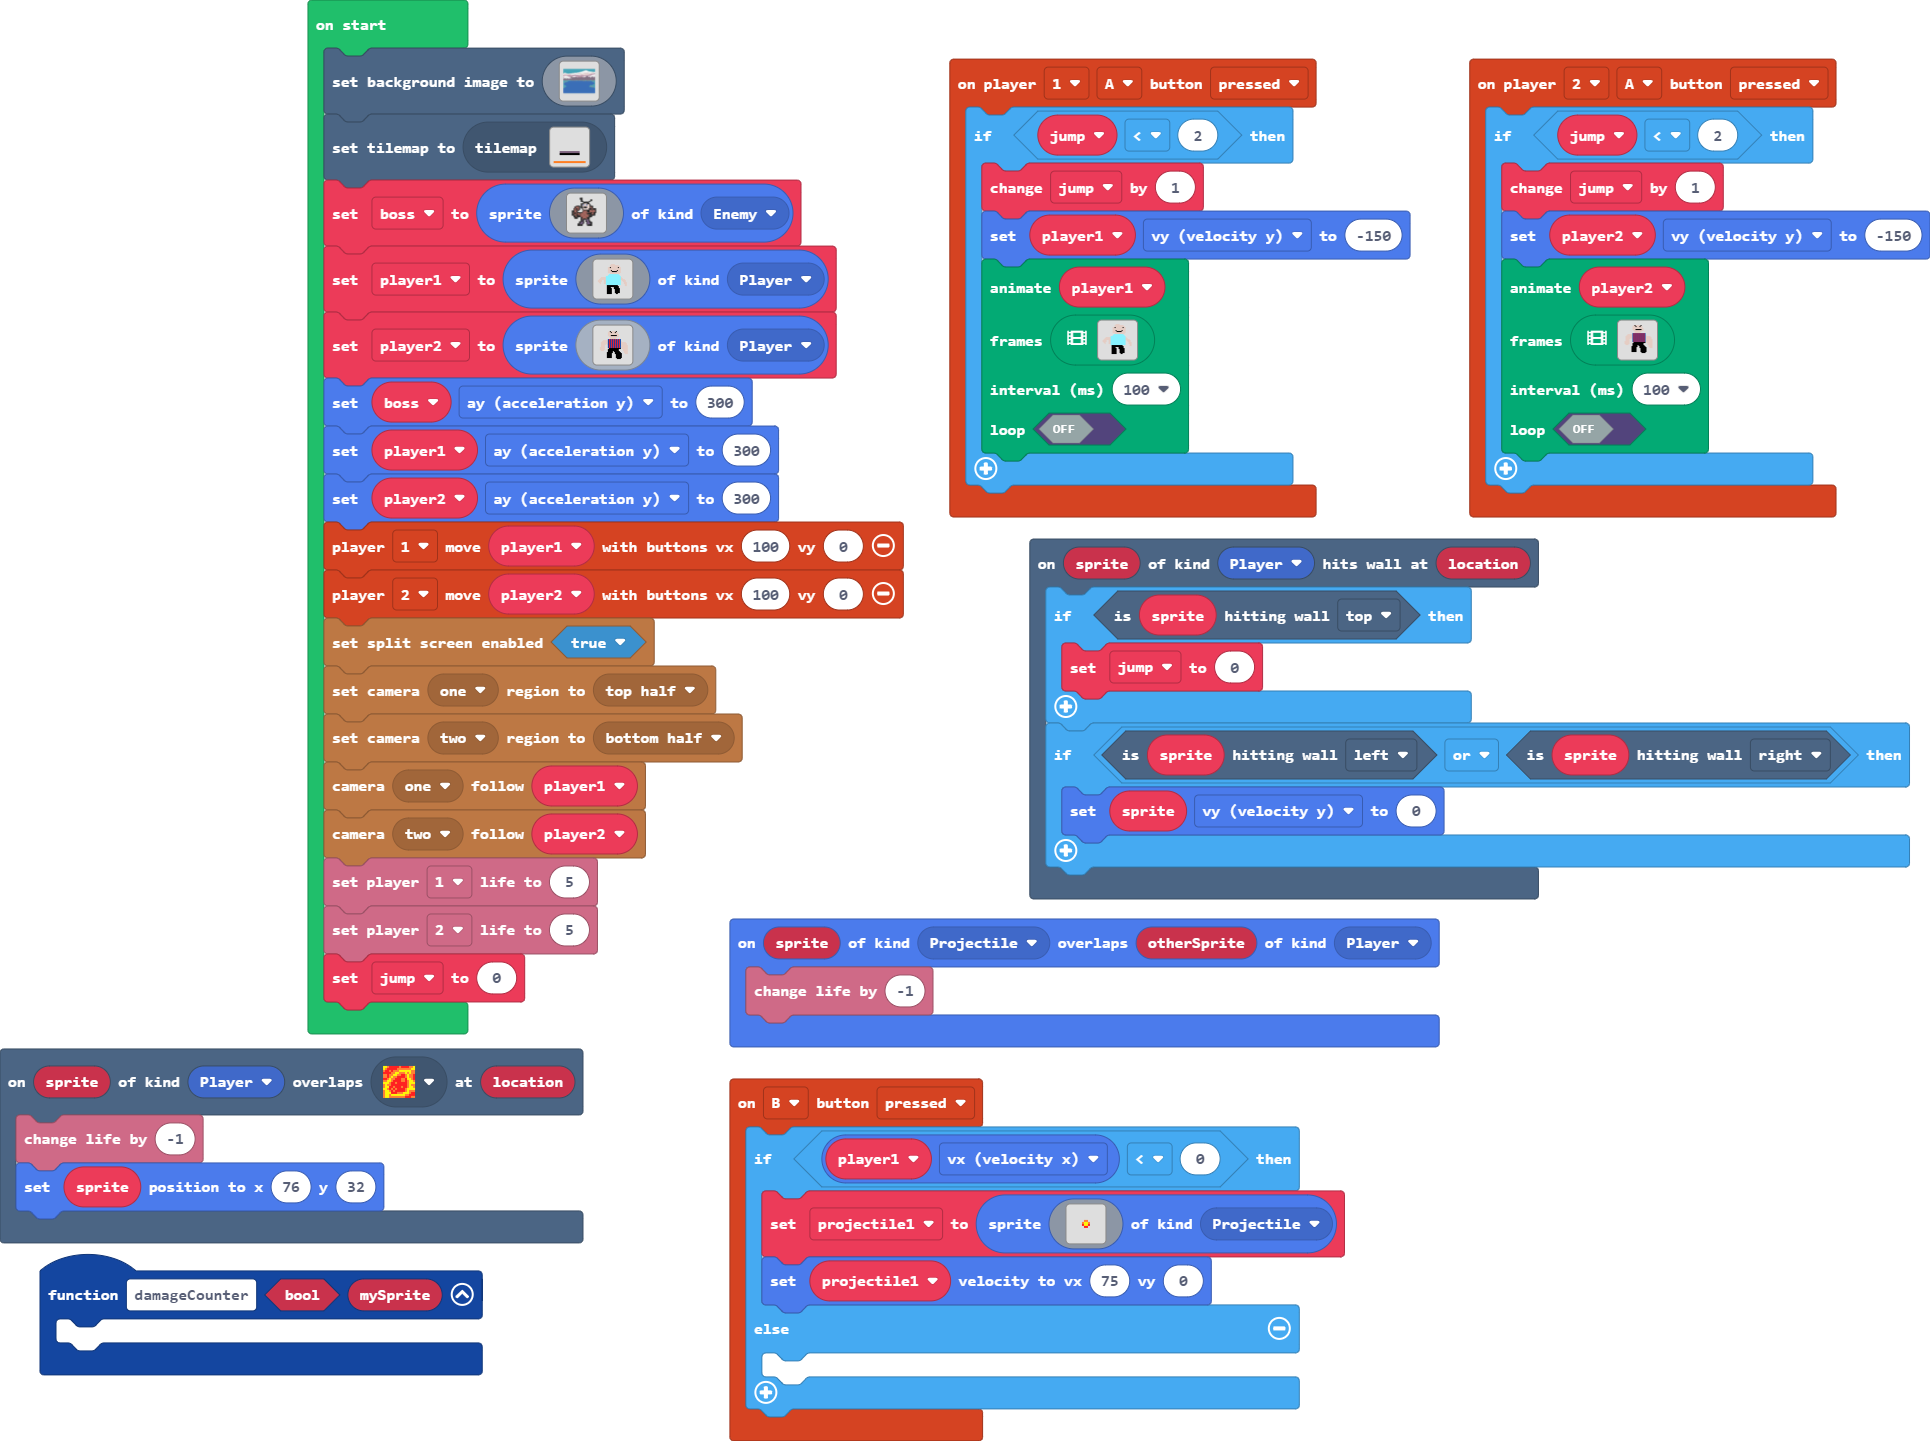 on start
set background image to
set tilemap to tilemap
set boss to sprite of kind Enemy
set player1 to sprite of kind Player
set player2 to sprite of kind Player
set boss ay (acceleration y) to 300
set player1 ay (acceleration y) to 300
set player2 ay (acceleration y) to 300
player 1 move player1 with buttons vx 100 vy 0
player 2 move player2 with buttons vx 100 vy 0
set split screen enabled true
set camera one region to top half
set camera two region to bottom half
camera one follow player1
camera two follow player2
set player 1 life to 5
set player 2 life to 5
set jump to 0
on player 1 A button pressed
if jump < 2 then
change jump by 1
set player1 vy (velocity y) to -150
animate player1
frames
interval (ms) 100
loop OFF
on player 2 A button pressed
if jump < 2 then
change jump by 1
set player2 vy (velocity y) to -150
animate player2
frames
interval (ms) 100
loop OFF
on sprite of kind Player hits wall at location
if is sprite hitting wall top then
set jump to 0
if is sprite hitting wall left or is sprite hitting wall right then
set sprite vy (velocity y) to 0
on sprite of kind Projectile overlaps otherSprite of kind Player
change life by -1
on sprite of kind Player overlaps at location
change life by -1
set sprite position to x 76 y 32
function damageCounter bool mySprite
on B button pressed
if player1 vx (velocity x) < 0 then
set projectile1 to sprite of kind Projectile
set projectile1 velocity to vx 75 vy 0
else